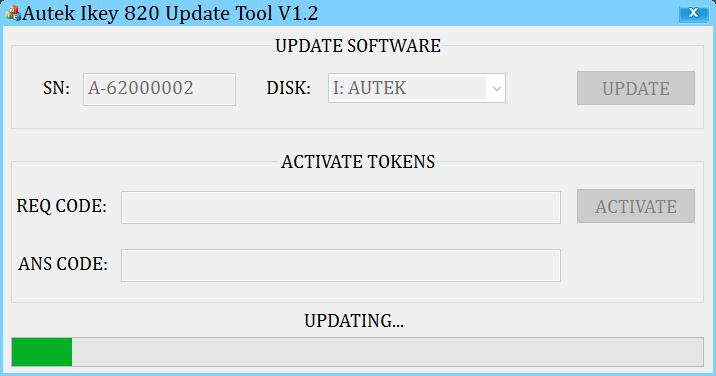 Autek Ikey 820 Update Tool V1.2
UPDATE SOFTWARE
SN: A-62000002 DISK: I: AUTEK UPDATE
ACTIVATE TOKENS
REQ CODE: ACTIVATE
ANS CODE:
UPDATING...